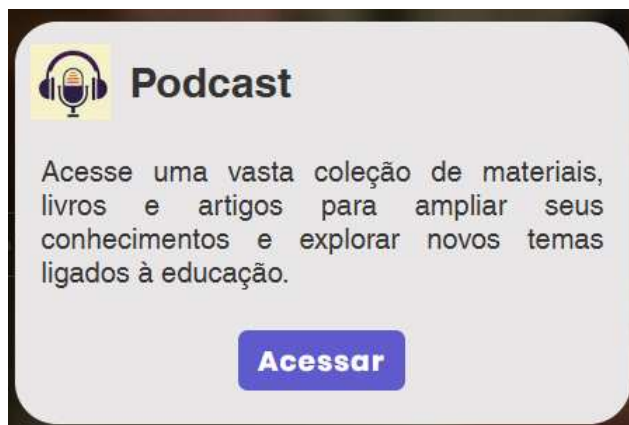 Podcast
Acesse uma vasta coleção de materiais,
livros e artigos para ampliar seus
conhecimentos e explorar novos temas
ligados à educação.
Acessar